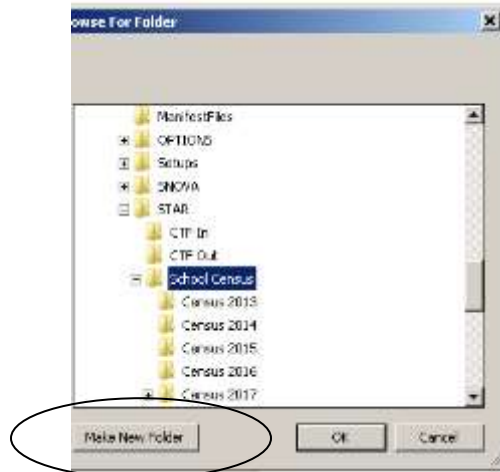 owse For Folder
ManifestFiles
OPTIONS
Setups
SNOVA
STAR
CTF In
CTF Out
School Census
Census 2013
Census 2014
Census 2015
Census 2016
Census 2017
Make New Folder
OK
Cancel